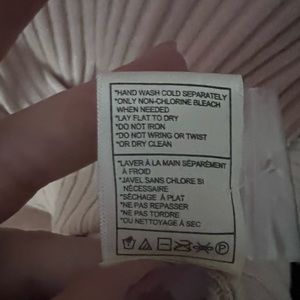 *HAND WASH COLD SEPARATELY
*ONLY NON-CHLORINE BLEACH
WHEN NEEDED
*LAY FLAT TO DRY
*DO NOT IRON
*DO NOT WRING OR TWIST
*OR DRY CLEAN
*LAVER À LA MAIN SÉPARÉMENT
À FROID
*JAVEL SANS CHLORE SI
NÉCESSAIRE
*SÉCHAGE À PLAT
*NE PAS REPASSER
*NE PAS TORDRE
*OU NETTOYAGE À SEC
P